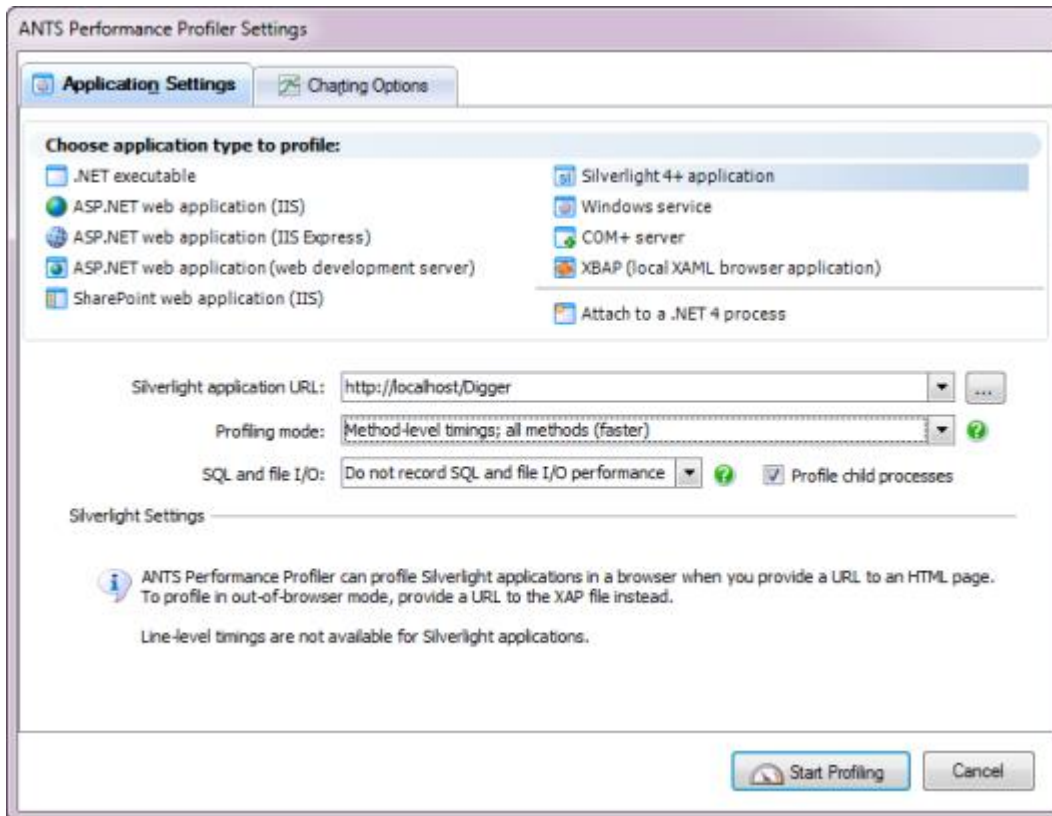 ANTS Performance Profiler Settings
Application Settings
Charting Options
Choose application type to profile:
.NET executable
ASP.NET web application (IIS)
ASP.NET web application (IIS Express)
ASP.NET web application (web development server)
SharePoint web application (IIS)
Silverlight 4+ application
Windows service
COM+ server
XBAP (local XAML browser application)
Attach to a .NET 4 process
Silverlight application URL: http://localhost/Digger ...
Profiling mode: Method-level timings; all methods (faster) ?
SQL and file I/O: Do not record SQL and file I/O performance ? Profile child processes
Silverlight Settings
ANTS Performance Profiler can profile Silverlight applications in a browser when you provide a URL to an HTML page.
To profile in out-of-browser mode, provide a URL to the XAP file instead.
Line-level timings are not available for Silverlight applications.
Start Profiling
Cancel